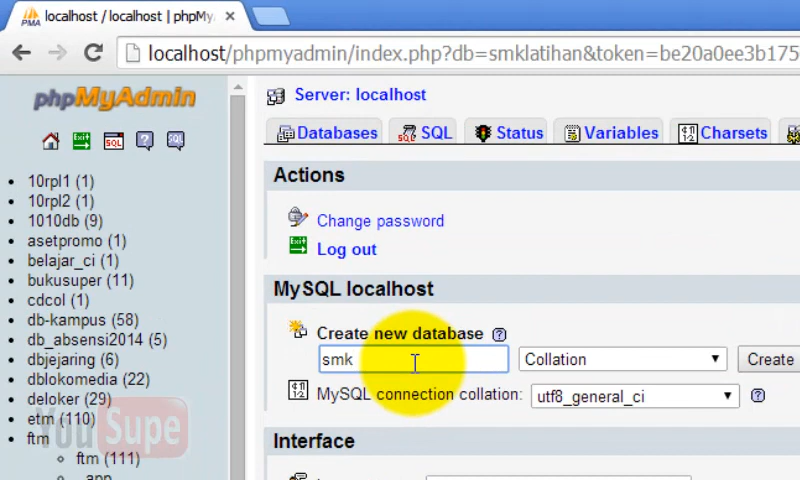 localhost / localhost | phpMy
localhost/phpmyadmin/index.php?db=smklatihan&token=be20a0ee3b175
phpMyAdmin
Server: localhost
Databases SQL Status Variables Charsets
Actions
Change password
Log out
MySQL localhost
Create new database
smk Collation Create
MySQL connection collation: utf8_general_ci
Interface
10rpl1 (1)
10rpl2 (1)
1010db (9)
asetpromo (1)
belajar_ci (1)
bukusuper (11)
cdcol (1)
db-kampus (58)
db_absensi2014 (5)
dbjejaring (6)
dblokomedia (22)
deloker (29)
etm (110)
ftm
ftm (111)
app
YouSupe